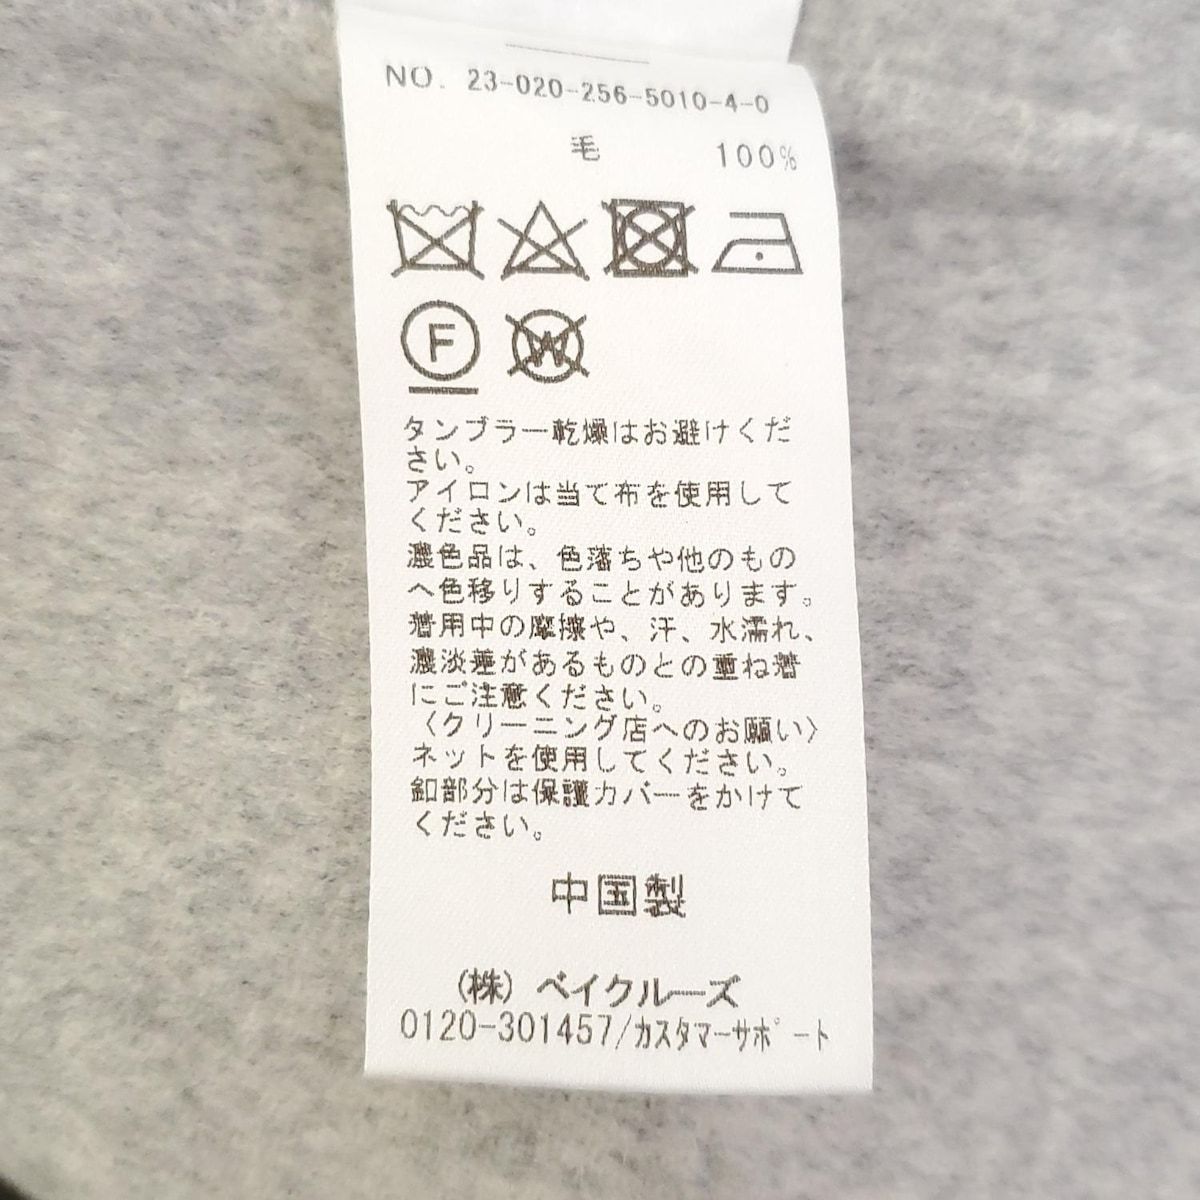 NO. 23-020-256-5010-4-0
毛 100%
F W
タンブラー乾燥はお避けくだ
さい。
アイロンは当て布を使用して
ください。
濃色品は、色落ちや他のもの
へ色移りすることがあります。
着用中の摩擦や、汗、水濡れ、
濃淡差があるものとの重ね着
にご注意ください。
〈クリーニング店へのお願い〉
ネットを使用してください。
釦部分は保護カバーをかけて
ください。
中国製
(株) ベイクルーズ
0120-301457/カスタマーサポート